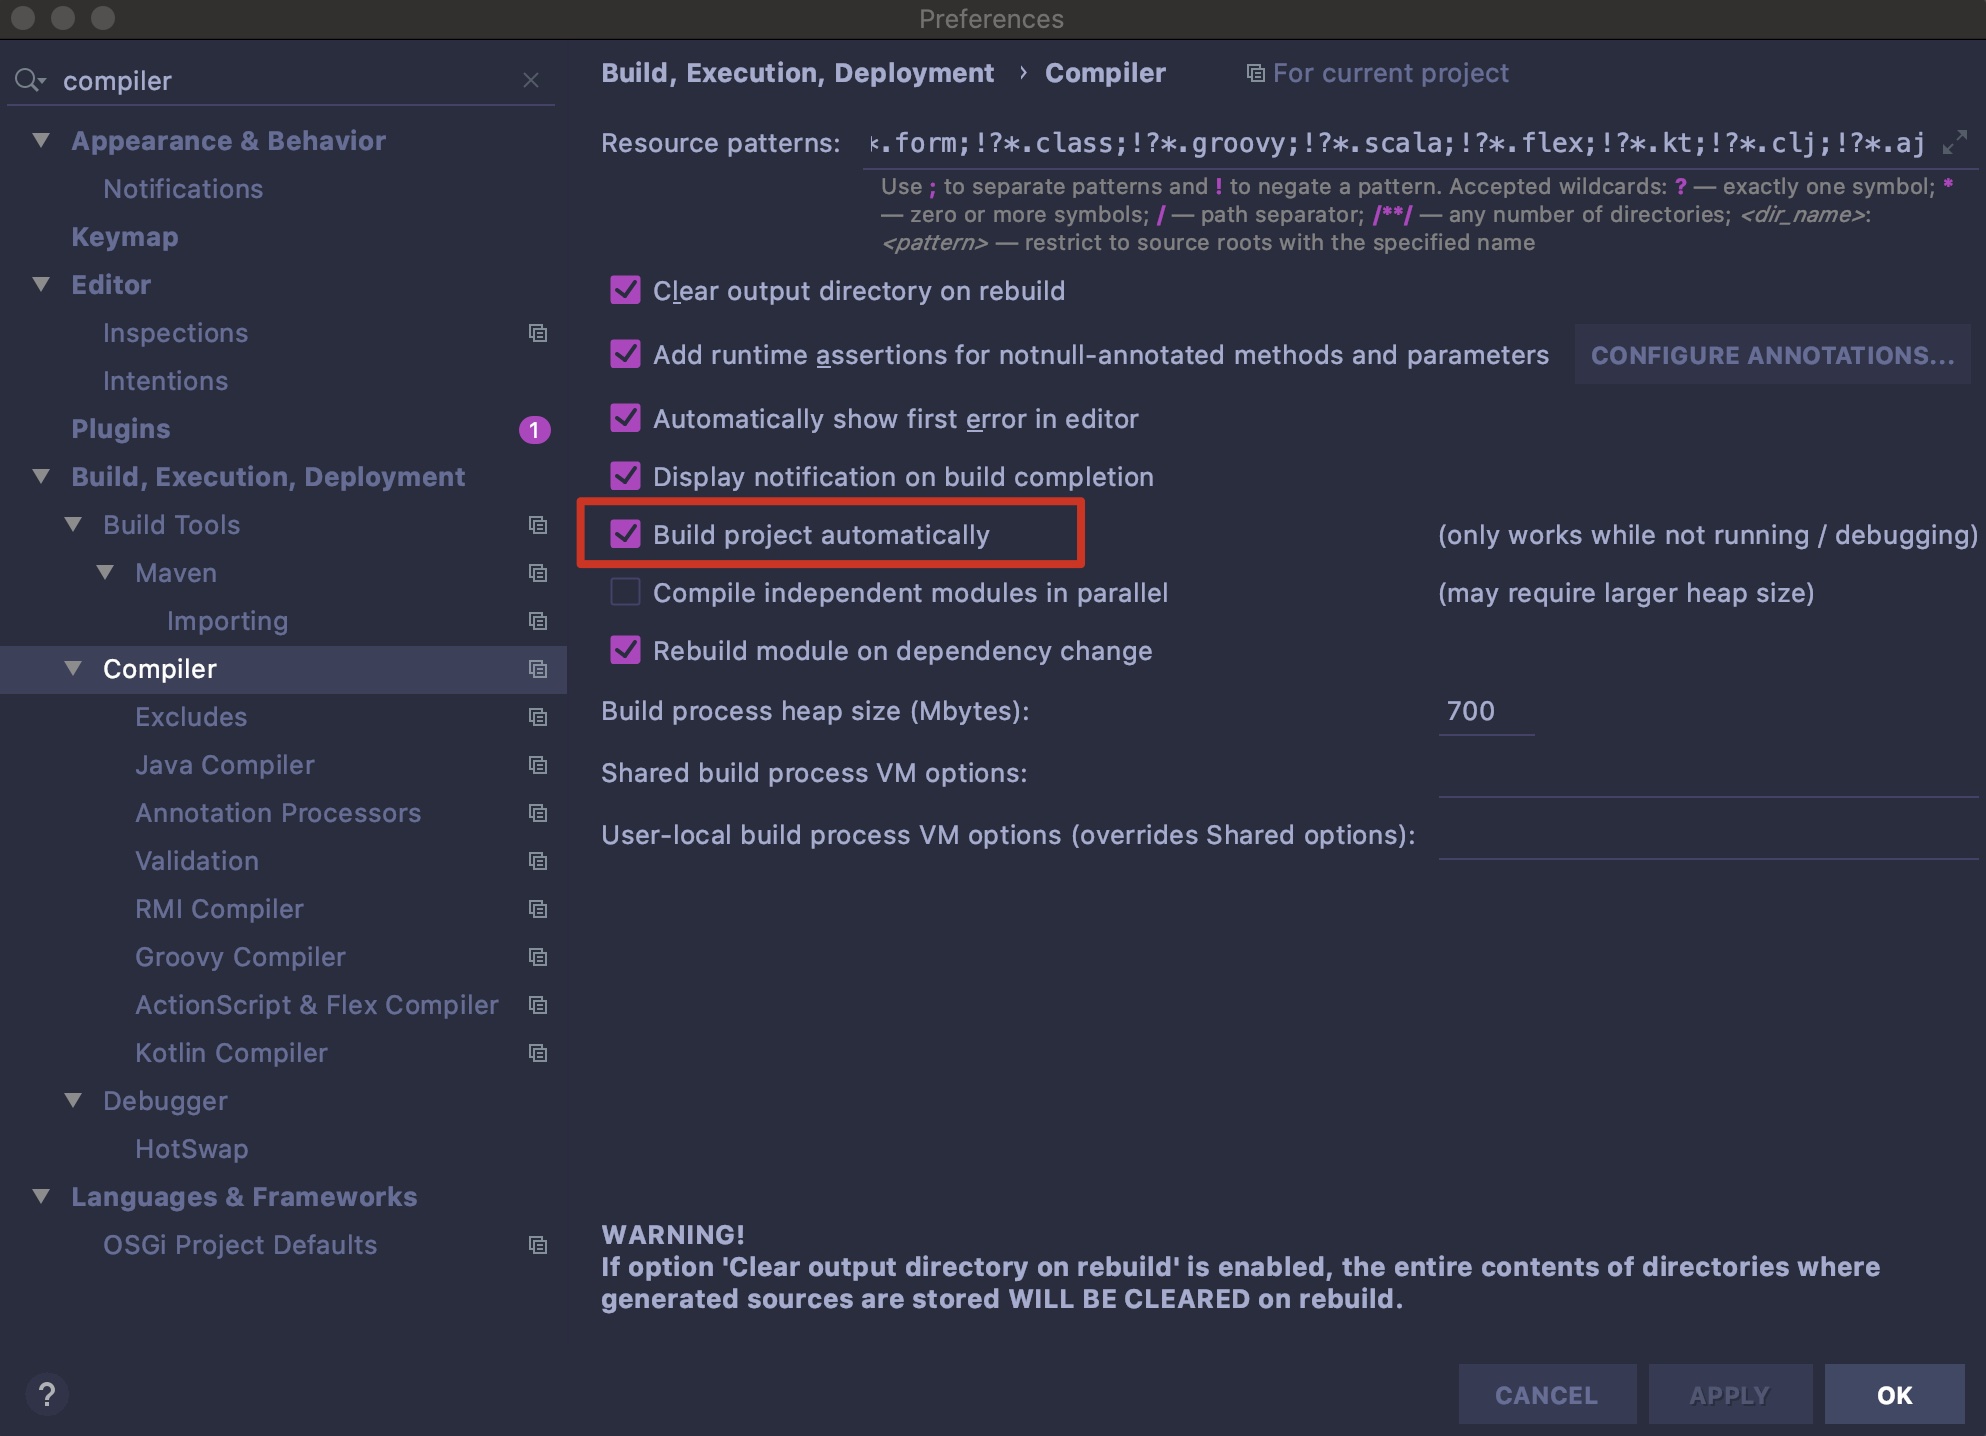 Preferences
compiler
Appearance & Behavior
Notifications
Keymap
Editor
Inspections
Intentions
Plugins
1
Build, Execution, Deployment
Build Tools
Maven
Importing
Compiler
Excludes
Java Compiler
Annotation Processors
Validation
RMI Compiler
Groovy Compiler
ActionScript & Flex Compiler
Kotlin Compiler
Debugger
HotSwap
Languages & Frameworks
OSGi Project Defaults
?
Build, Execution, Deployment › Compiler
For current project
Resource patterns: *.form;!?*.class;!?*.groovy;!?*.scala;!?*.flex;!?*.kt;!?*.clj;!?*.aj
Use ; to separate patterns and ! to negate a pattern. Accepted wildcards: ? — exactly one symbol; *
— zero or more symbols; / — path separator; /**/ — any number of directories; <dir_name>:
<pattern> — restrict to source roots with the specified name
Clear output directory on rebuild
Add runtime assertions for notnull-annotated methods and parameters
CONFIGURE ANNOTATIONS...
Automatically show first error in editor
Display notification on build completion
Build project automatically
(only works while not running / debugging)
Compile independent modules in parallel
(may require larger heap size)
Rebuild module on dependency change
Build process heap size (Mbytes):
700
Shared build process VM options:
User-local build process VM options (overrides Shared options):
WARNING!
If option 'Clear output directory on rebuild' is enabled, the entire contents of directories where
generated sources are stored WILL BE CLEARED on rebuild.
CANCEL
APPLY
OK